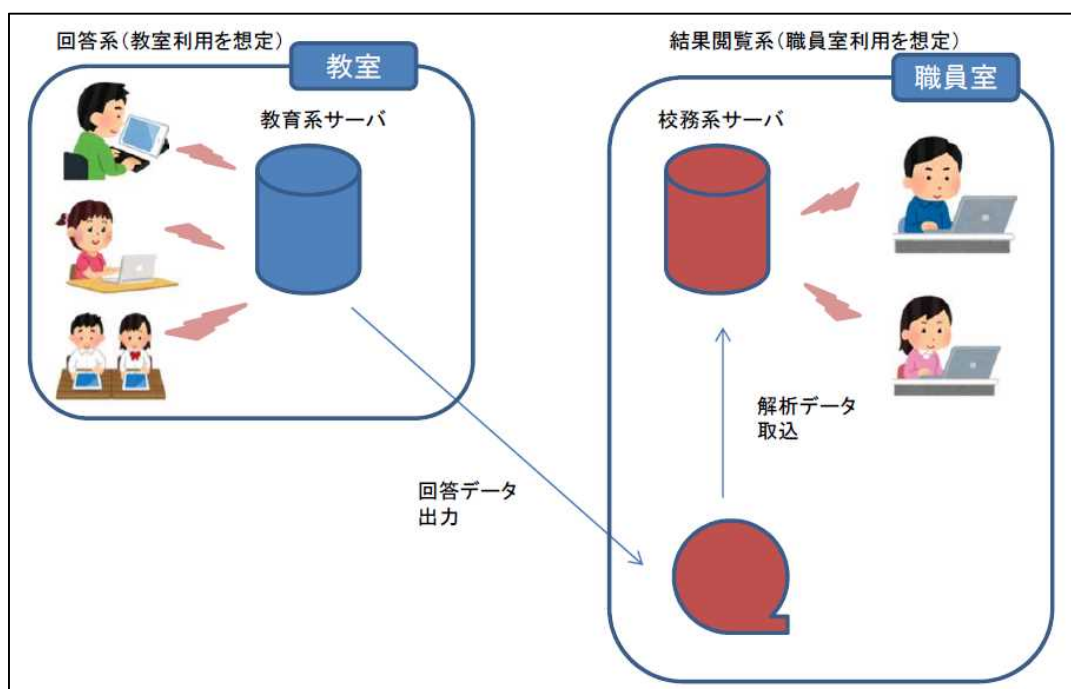 回答系(教室利用を想定)
教室
教育系サーバ
結果閲覧系(職員室利用を想定)
職員室
校務系サーバ
解析データ
取込
回答データ
出力